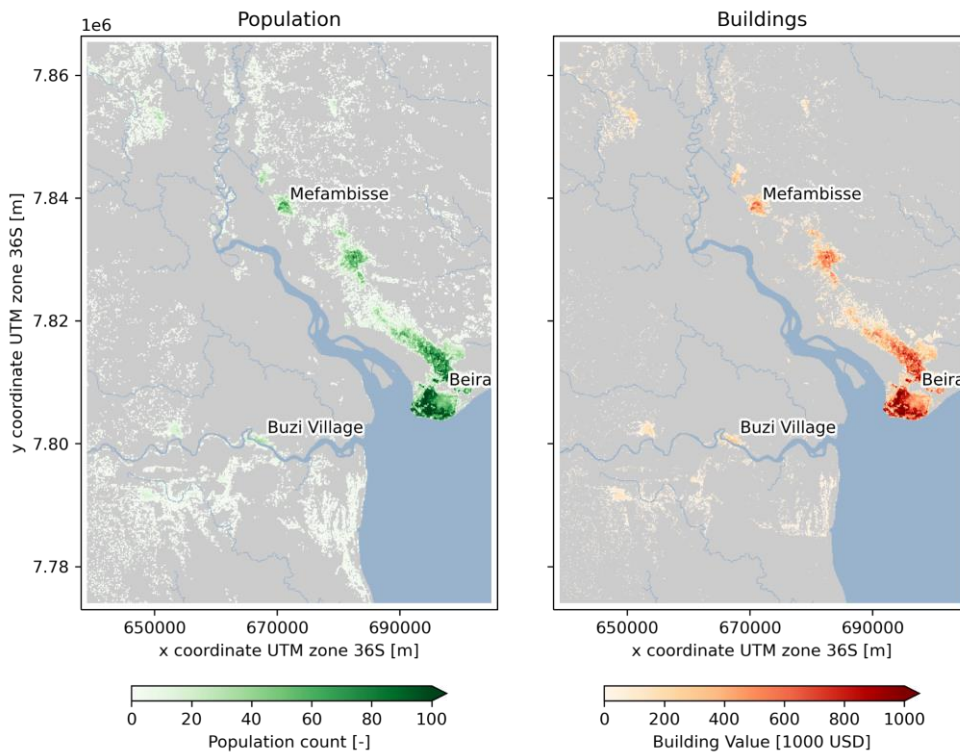 Population
Buildings
1e6
7.86
7.84
7.82
7.80
7.78
y coordinate UTM zone 36S [m]
Mefambisse
Beira
Buzi Village
Mefambisse
Beira
Buzi Village
650000 670000 690000
x coordinate UTM zone 36S [m]
650000 670000 690000
x coordinate UTM zone 36S [m]
0 20 40 60 80 100
Population count [-]
0 200 400 600 800 1000
Building Value [1000 USD]